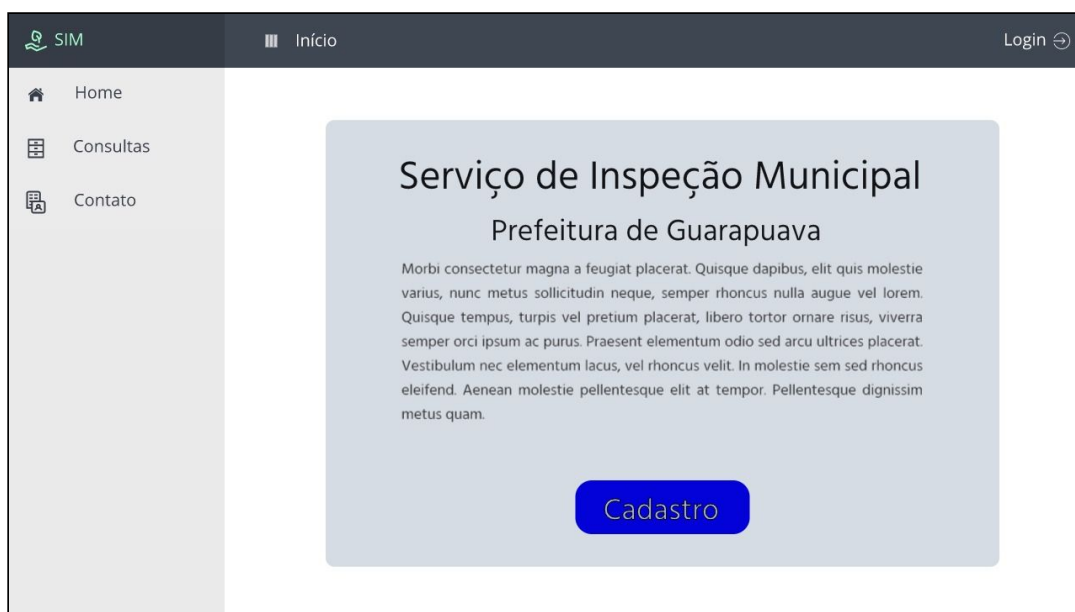 SIM
Início
Login
Home
Consultas
Contato
Serviço de Inspeção Municipal
Prefeitura de Guarapuava
Morbi consectetur magna a feugiat placerat. Quisque dapibus, elit quis molestie
varius, nunc metus sollicitudin neque, semper rhoncus nulla augue vel lorem.
Quisque tempus, turpis vel pretium placerat, libero tortor ornare risus, viverra
semper orci ipsum ac purus. Praesent elementum odio sed arcu ultrices placerat.
Vestibulum nec elementum lacus, vel rhoncus velit. In molestie sem sed rhoncus
eleifend. Aenean molestie pellentesque elit at tempor. Pellentesque dignissim
metus quam.
Cadastro